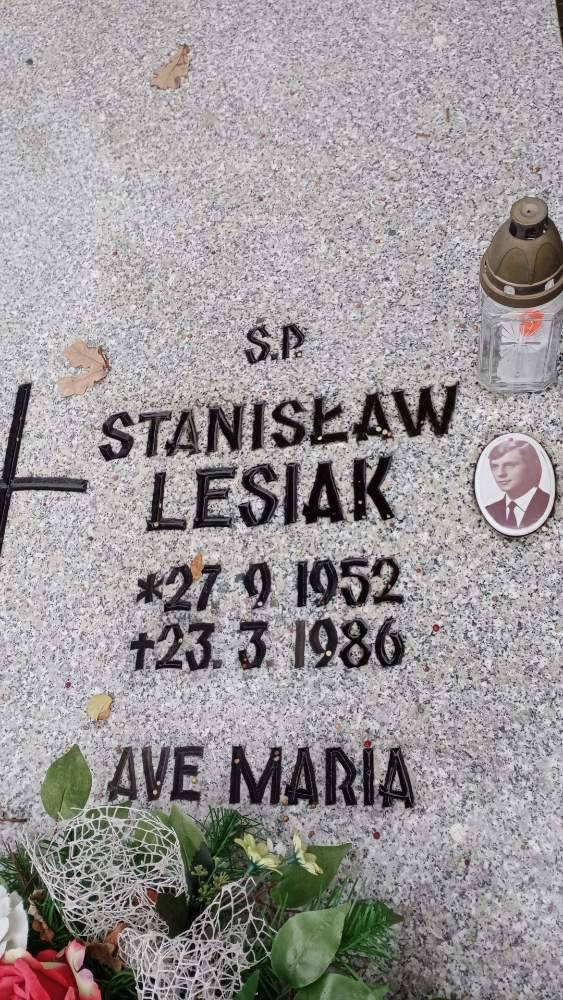 Ś.P.
STANISŁAW
LESIAK
*27 9. 1952
†23. 3. 1986
AVE MARIA